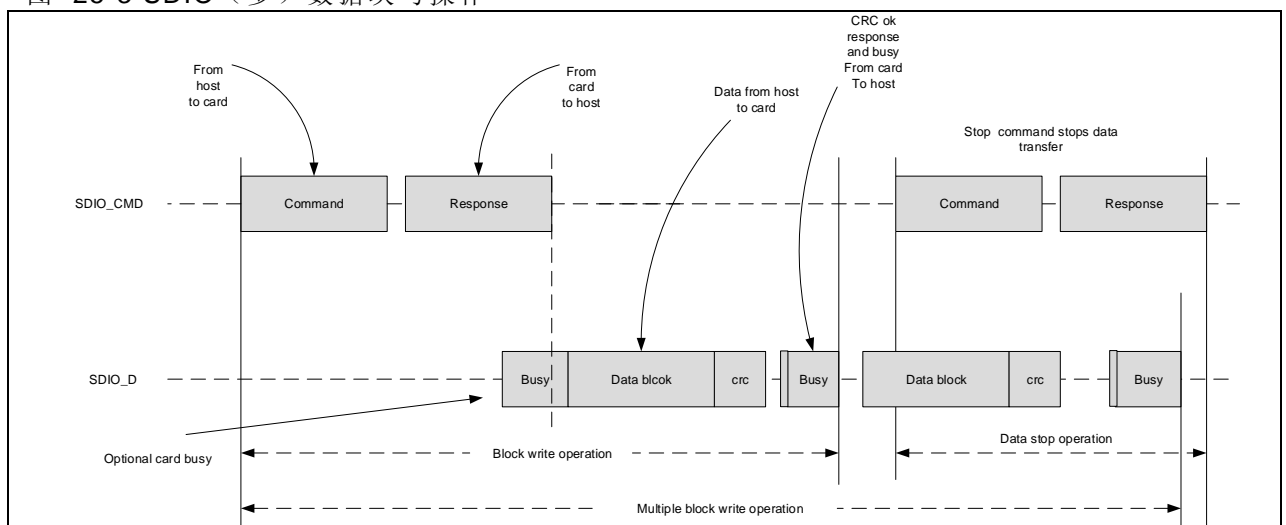 CRC ok
response
and busy
From card
To host
From
host
to card
From
card
to host
Data from host
to card
Stop command stops data
transfer
SDIO_CMD
Command
Response
Command
Response
SDIO_D
Busy
Data blcok
crc
Busy
Data block
crc
Busy
Optional card busy
Block write operation
Data stop operation
Multiple block write operation